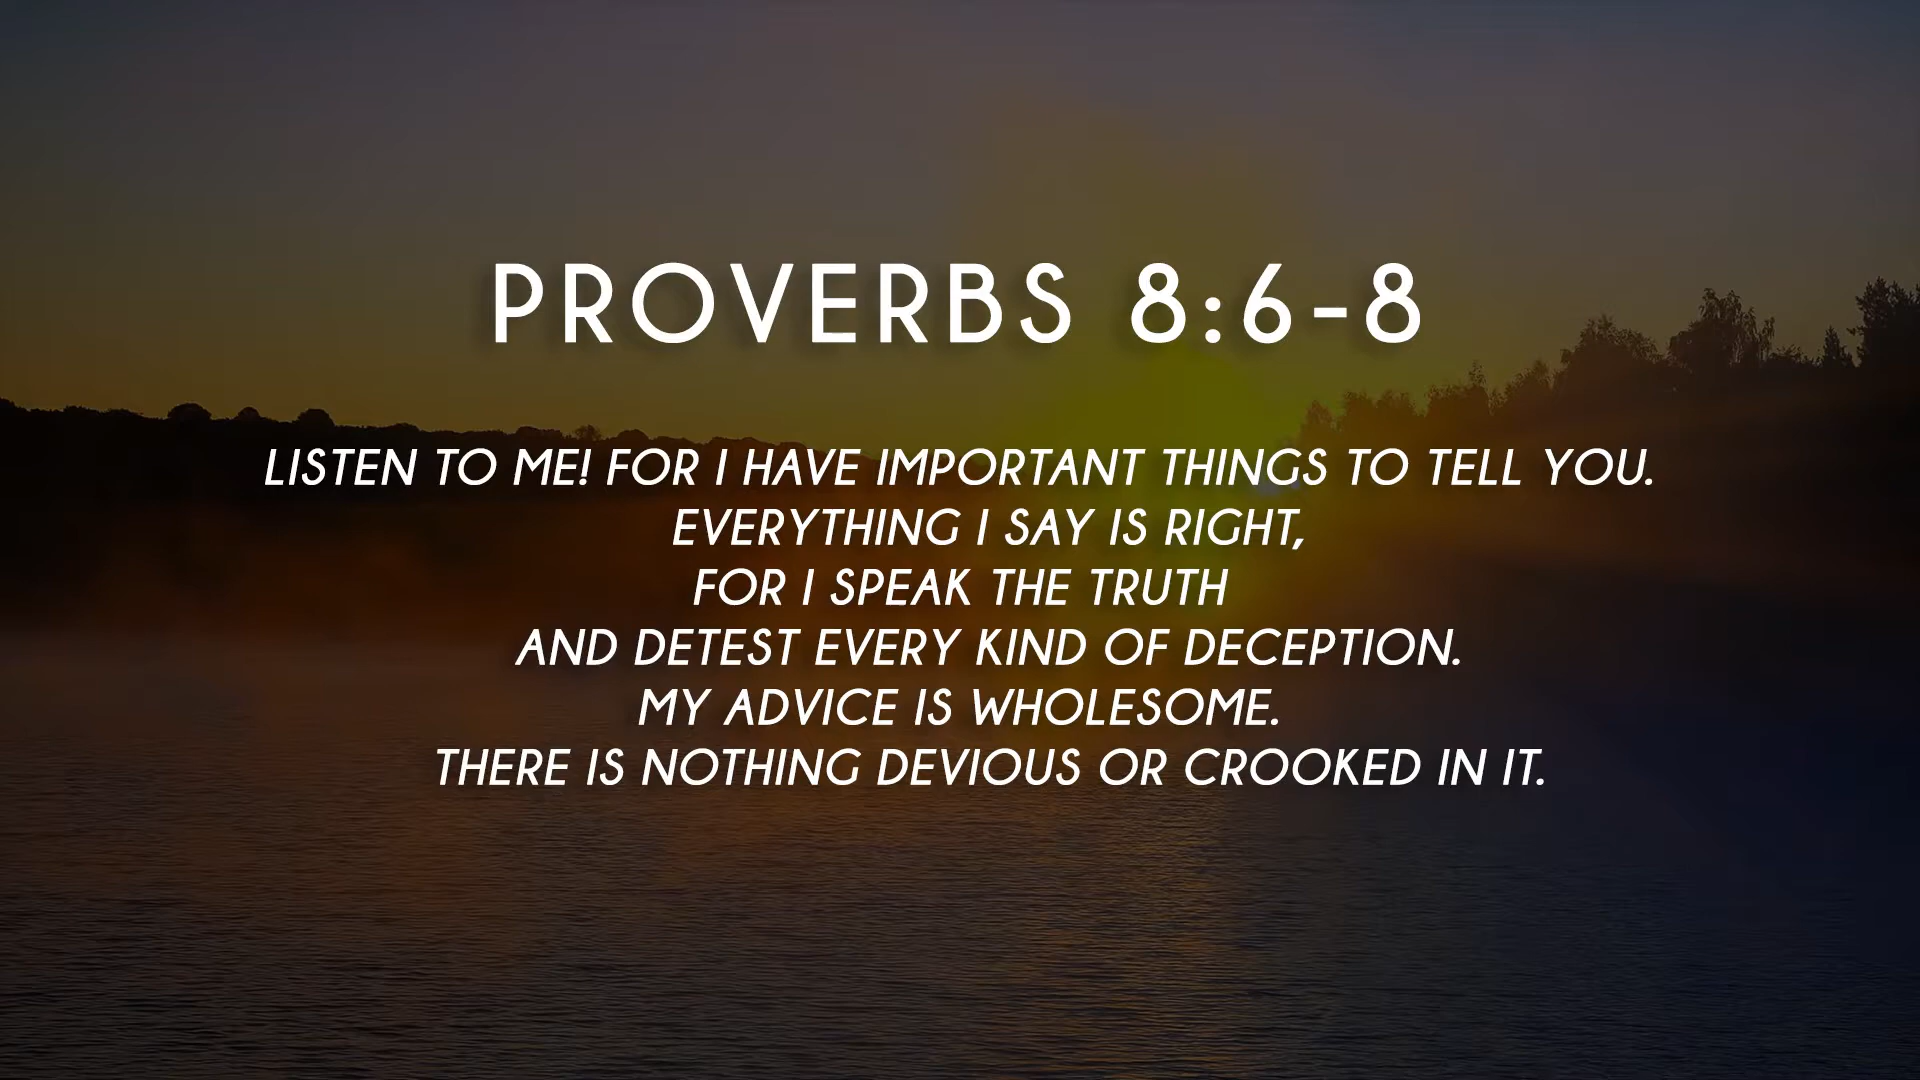 PROVERBS 8:6-8
LISTEN TO ME! FOR I HAVE IMPORTANT THINGS TO TELL YOU.
EVERYTHING I SAY IS RIGHT,
FOR I SPEAK THE TRUTH
AND DETEST EVERY KIND OF DECEPTION.
MY ADVICE IS WHOLESOME.
THERE IS NOTHING DEVIOUS OR CROOKED IN IT.